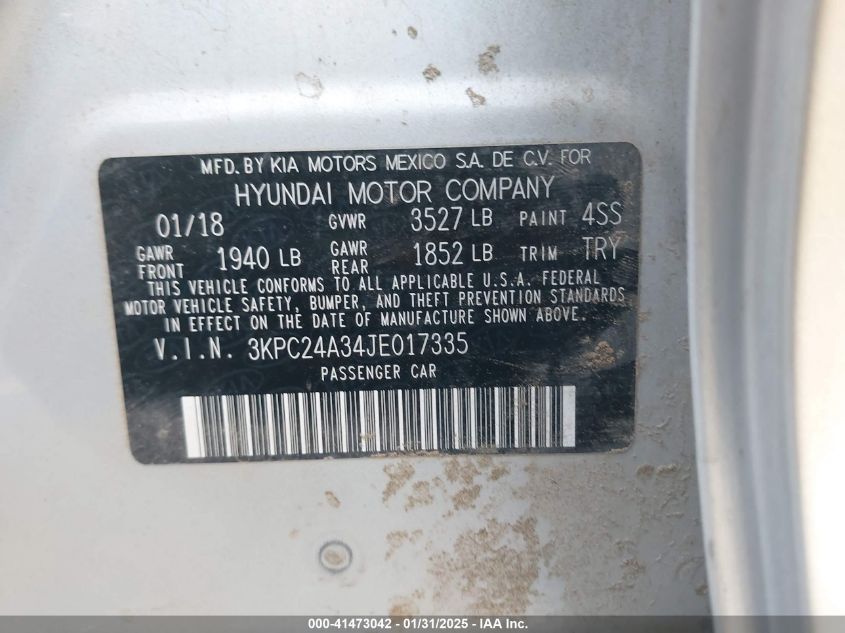 MFD. BY KIA MOTORS MEXICO S.A. DE C.V. FOR
HYUNDAI MOTOR COMPANY
01/18 GVWR 3527 LB PAINT 4SS
GAWR FRONT 1940 LB GAWR REAR 1852 LB TRIM TRY
THIS VEHICLE CONFORMS TO ALL APPLICABLE U.S.A. FEDERAL
MOTOR VEHICLE SAFETY, BUMPER, AND THEFT PREVENTION STANDARDS
IN EFFECT ON THE DATE OF MANUFACTURE SHOWN ABOVE.
V.I.N. 3KPC24A34JE017335
PASSENGER CAR
000-41473042 - 01/31/2025 - IAA Inc.